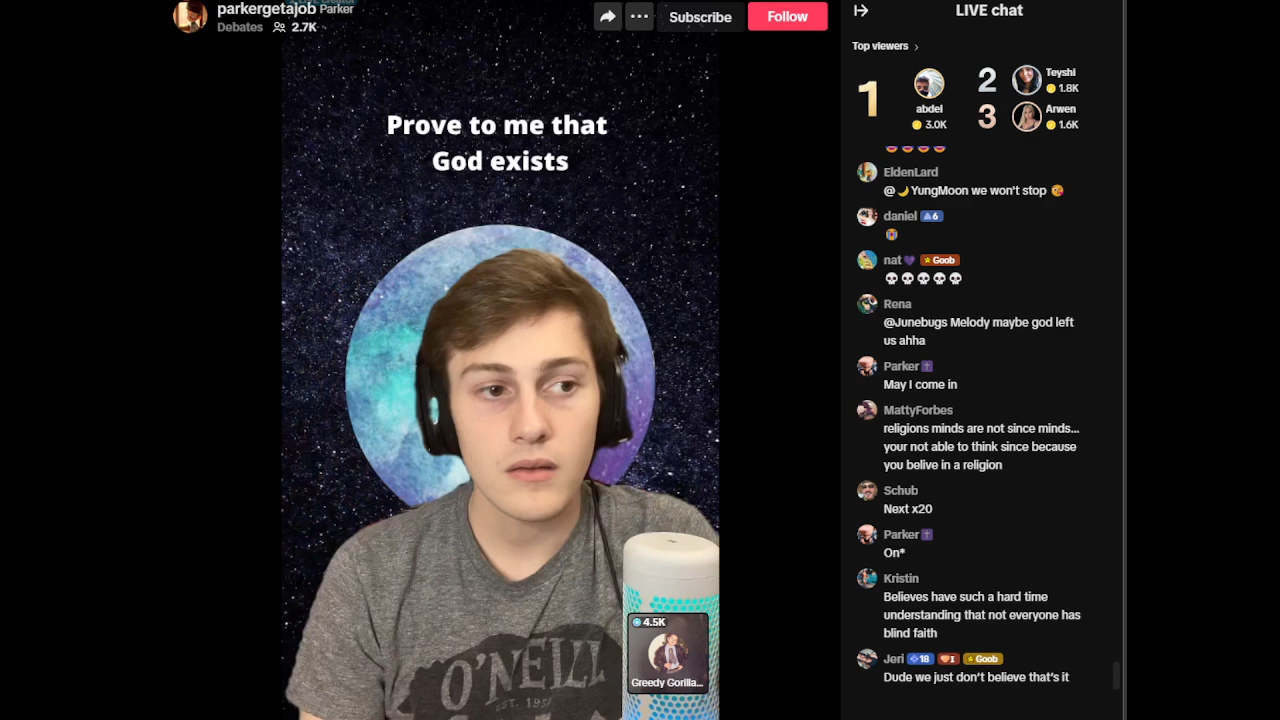 parkergetajob Parker
Debates 2.7K
Subscribe
Follow
Prove to me that
God exists
O'NEILL
EST. 195
4.5K
Greedy Gorilla...
LIVE chat
Top viewers >
1
abdel
3.0K
2
Teyshi
1.8K
3
Arwen
1.6K
EldenLard
@🌙YungMoon we won't stop 😘
daniel 6
😭
nat💜 Goob
💀💀💀💀💀
Rena
@Junebugs Melody maybe god left
us ahha
Parker✝️
May I come in
MattyForbes
religions minds are not since minds...
your not able to think since because
you belive in a religion
Schub
Next x20
Parker✝️
On*
Kristin
Believes have such a hard time
understanding that not everyone has
blind faith
Jeri 18 I Goob
Dude we just don't believe that's it